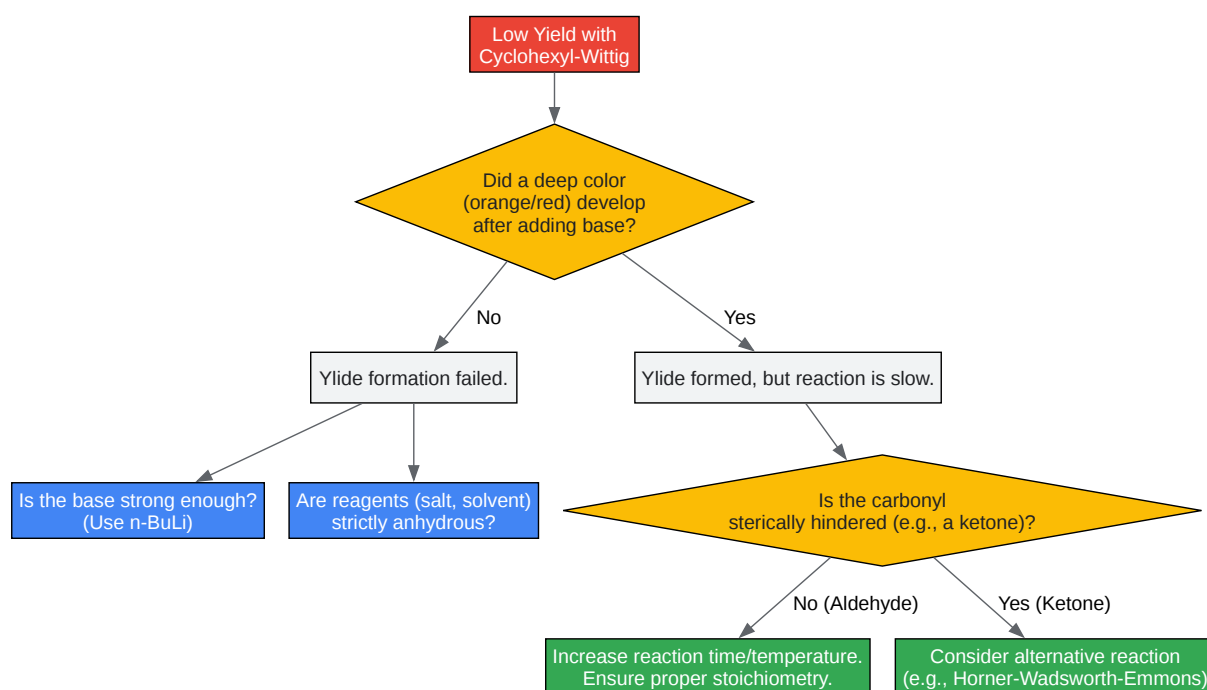 Low Yield with
Cyclohexyl-Wittig
Did a deep color
(orange/red) develop
after adding base?
No
Yes
Ylide formation failed.
Ylide formed, but reaction is slow.
Is the base strong enough?
(Use n-BuLi)
Are reagents (salt, solvent)
strictly anhydrous?
Is the carbonyl
sterically hindered (e.g., a ketone)?
No (Aldehyde)
Yes (Ketone)
Increase reaction time/temperature.
Ensure proper stoichiometry.
Consider alternative reaction
(e.g., Horner-Wadsworth-Emmons)